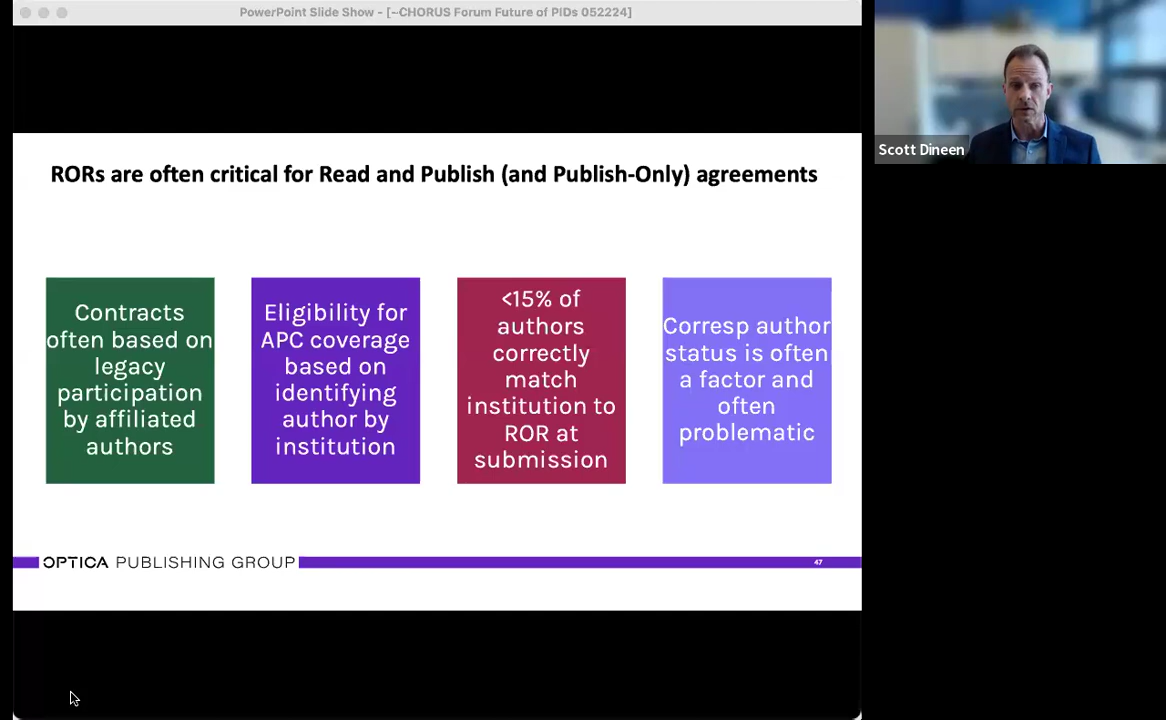 PowerPoint Slide Show - [~CHORUS Forum Future of PIDs 052224]
Scott Dineen
RORs are often critical for Read and Publish (and Publish-Only) agreements
Contracts
often based on
legacy
participation
by affiliated
authors
Eligibility for
APC coverage
based on
identifying
author by
institution
<15% of
authors
correctly
match
institution to
ROR at
submission
Corresp author
status is often
a factor and
often
problematic
OPTICA PUBLISHING GROUP
47